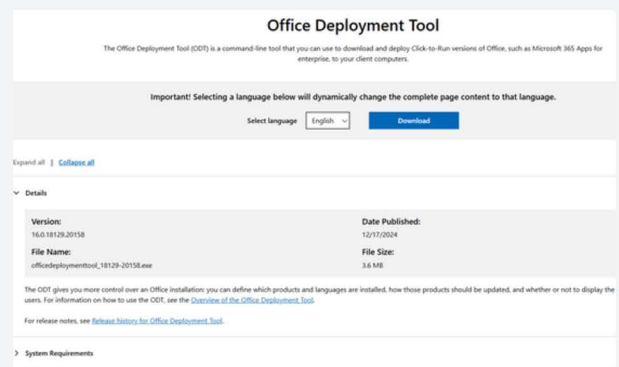 Office Deployment Tool
The Office Deployment Tool (ODT) is a command-line tool that you can use to download and deploy Click-to-Run versions of Office, such as Microsoft 365 Apps for
enterprise, to your client computers.
Important! Selecting a language below will dynamically change the complete page content to that language.
Select language English Download
Expand all | Collapse all
Details
Version: Date Published:
16.0.18129.20158 12/17/2024
File Name: File Size:
officedeploymenttool_18129-20158.exe 3.6 MB
The ODT gives you more control over an Office installation: you can define which products and languages are installed, how those products should be updated, and whether or not to display the
users. For information on how to use the ODT, see the Overview of the Office Deployment Tool.
For release notes, see Release history for Office Deployment Tool.
System Requirements